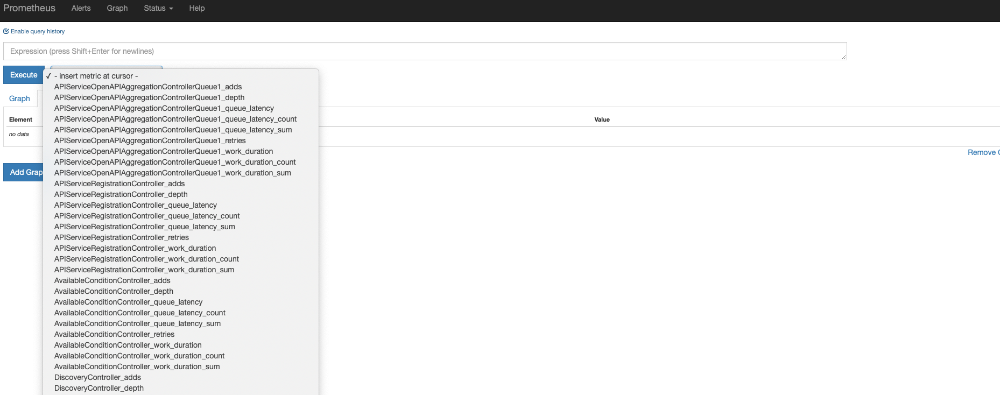 Prometheus Alerts Graph Status Help
Enable query history
Expression (press Shift+Enter for newlines)
Execute
- insert metric at cursor -
APIServiceOpenAPIAggregationControllerQueue1_adds
APIServiceOpenAPIAggregationControllerQueue1_depth
APIServiceOpenAPIAggregationControllerQueue1_queue_latency
APIServiceOpenAPIAggregationControllerQueue1_queue_latency_count
APIServiceOpenAPIAggregationControllerQueue1_queue_latency_sum
APIServiceOpenAPIAggregationControllerQueue1_retries
APIServiceOpenAPIAggregationControllerQueue1_work_duration
APIServiceOpenAPIAggregationControllerQueue1_work_duration_count
APIServiceOpenAPIAggregationControllerQueue1_work_duration_sum
APIServiceRegistrationController_adds
APIServiceRegistrationController_depth
APIServiceRegistrationController_queue_latency
APIServiceRegistrationController_queue_latency_count
APIServiceRegistrationController_queue_latency_sum
APIServiceRegistrationController_retries
APIServiceRegistrationController_work_duration
APIServiceRegistrationController_work_duration_count
APIServiceRegistrationController_work_duration_sum
AvailableConditionController_adds
AvailableConditionController_depth
AvailableConditionController_queue_latency
AvailableConditionController_queue_latency_count
AvailableConditionController_queue_latency_sum
AvailableConditionController_retries
AvailableConditionController_work_duration
AvailableConditionController_work_duration_count
AvailableConditionController_work_duration_sum
DiscoveryController_adds
DiscoveryController_depth
Graph
Element Value
no data
Remove
Add Grap